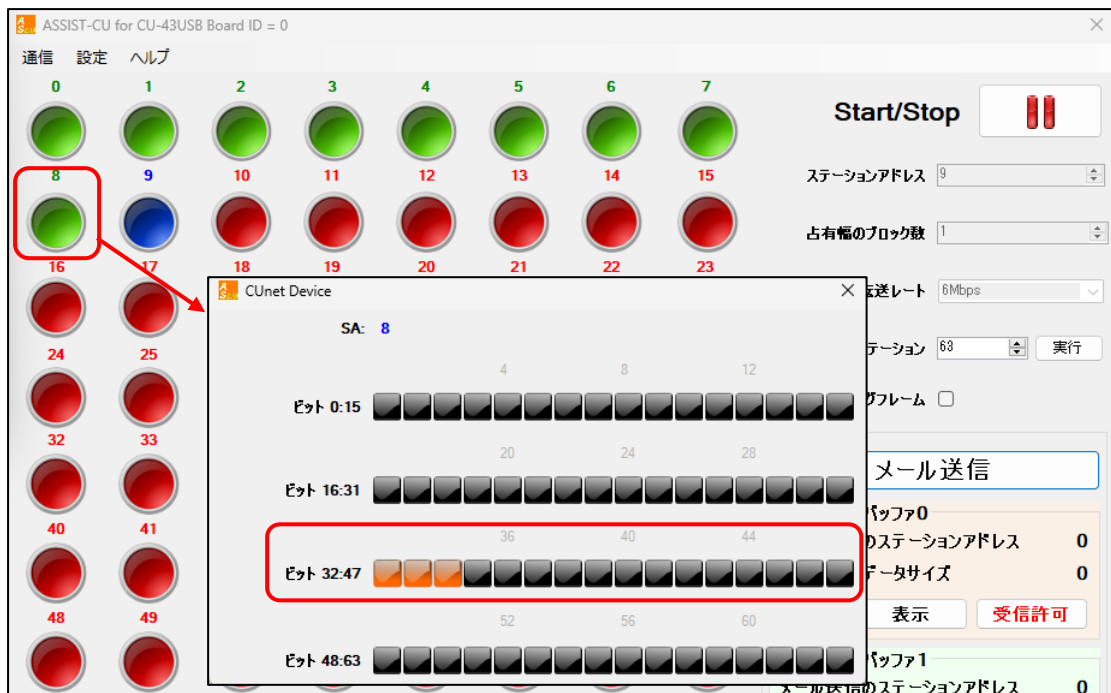 ASSIST-CU for CU-43USB Board ID = 0
通信 設定 ヘルプ
0 1 2 3 4 5 6 7
Start/Stop
8 9 10 11 12 13 14 15
ステーションアドレス 9
占有幅のブロック数 1
16 17 18 19 20 21 22 23
CUnet Device
送レート 6Mbps
SA: 8
24 25
テーション 63 実行
4 8 12
グフレーム
ビット 0:15
32 33
20 24 28
メール送信
ビット 16:31
バッファ0
40 41
36 40 44
のステーションアドレス 0
ビット 32:47
データサイズ 0
48 49
52 56 60
表示 受信許可
ビット 48:63
バッファ1
メール送信のステーションアドレス 0